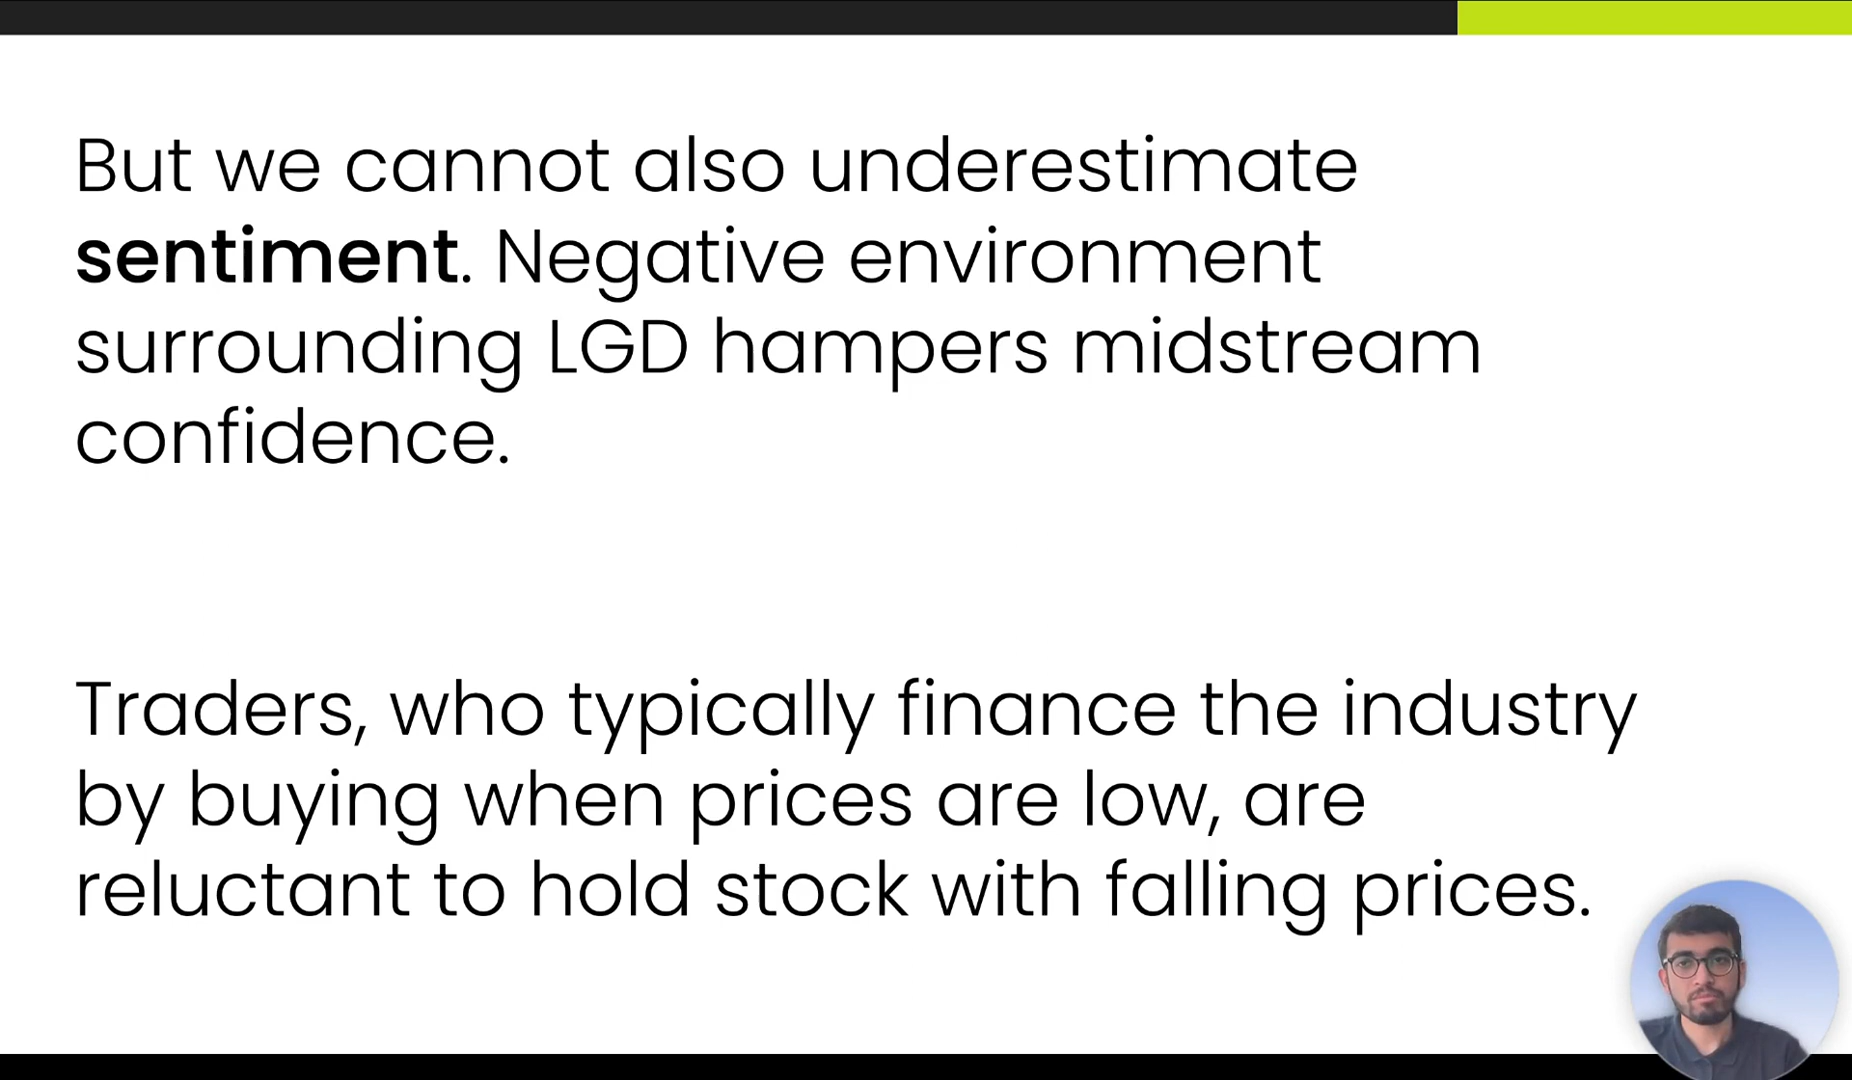 But we cannot also underestimate
sentiment. Negative environment
surrounding LGD hampers midstream
confidence.
Traders, who typically finance the industry
by buying when prices are low, are
reluctant to hold stock with falling prices.